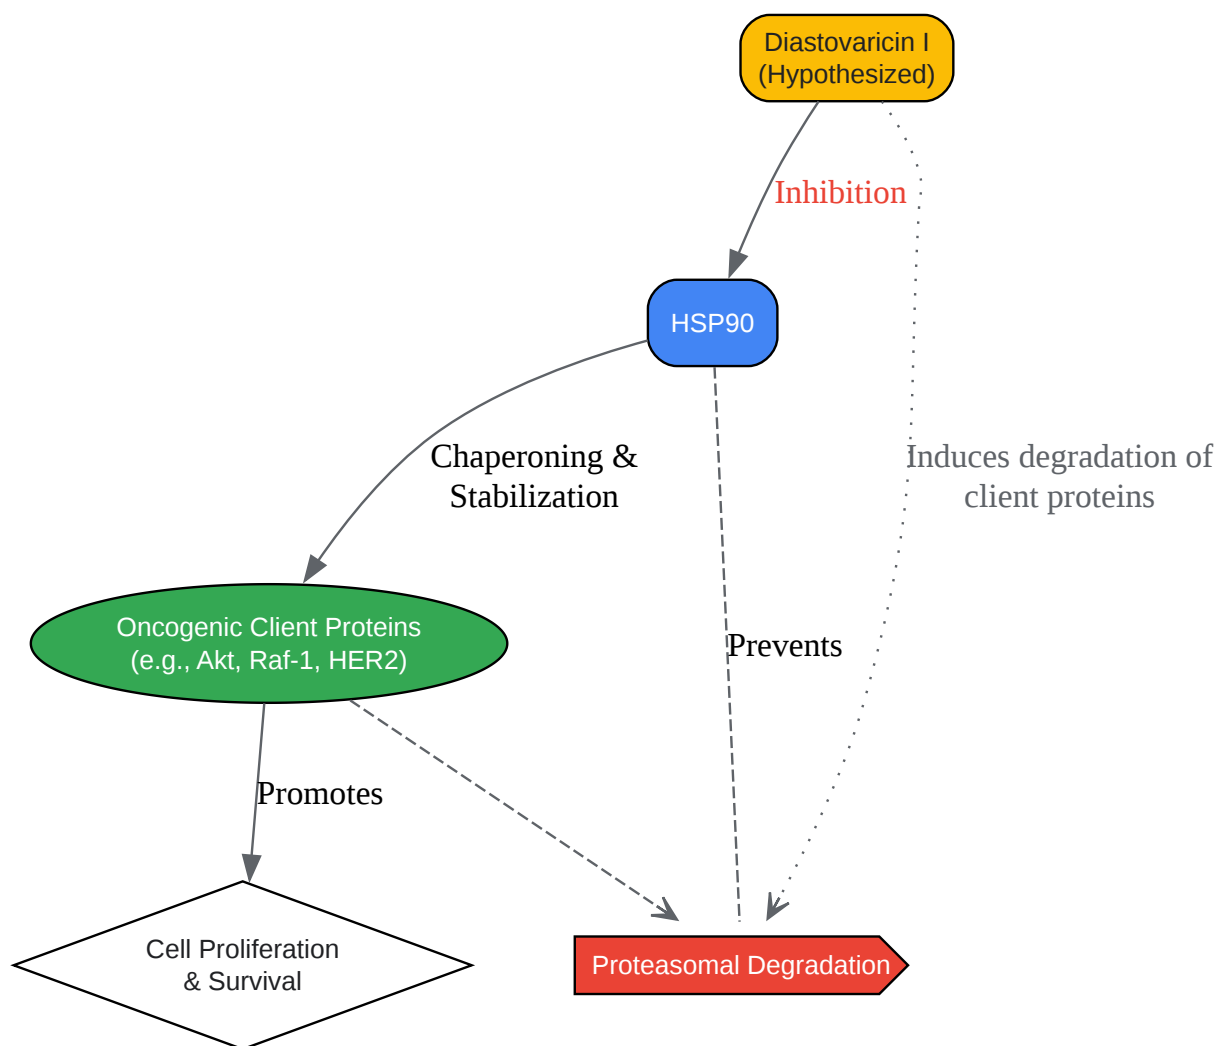 Diastovaricin I
(Hypothesized)
Inhibition
HSP90
Chaperoning &
Stabilization
Induces degradation of
client proteins
Oncogenic Client Proteins
(e.g., Akt, Raf-1, HER2)
Prevents
Promotes
Cell Proliferation
& Survival
Proteasomal Degradation